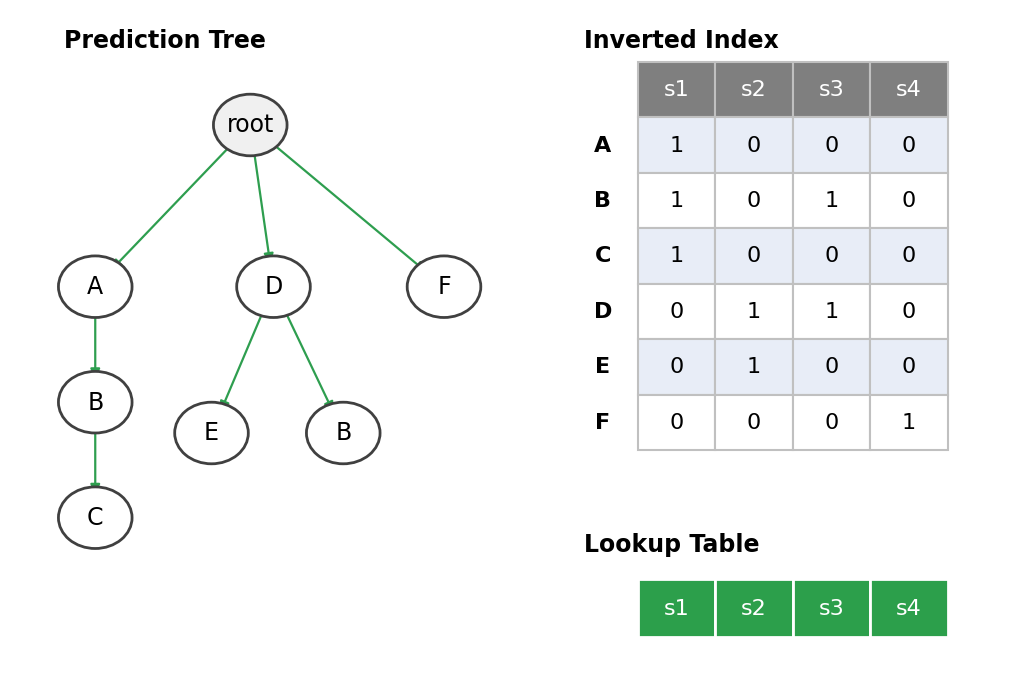 Prediction Tree
root
A D F
B
E B
C
Inverted Index
s1 s2 s3 s4
A 1 0 0 0
B 1 0 1 0
C 1 0 0 0
D 0 1 1 0
E 0 1 0 0
F 0 0 0 1
Lookup Table
s1 s2 s3 s4